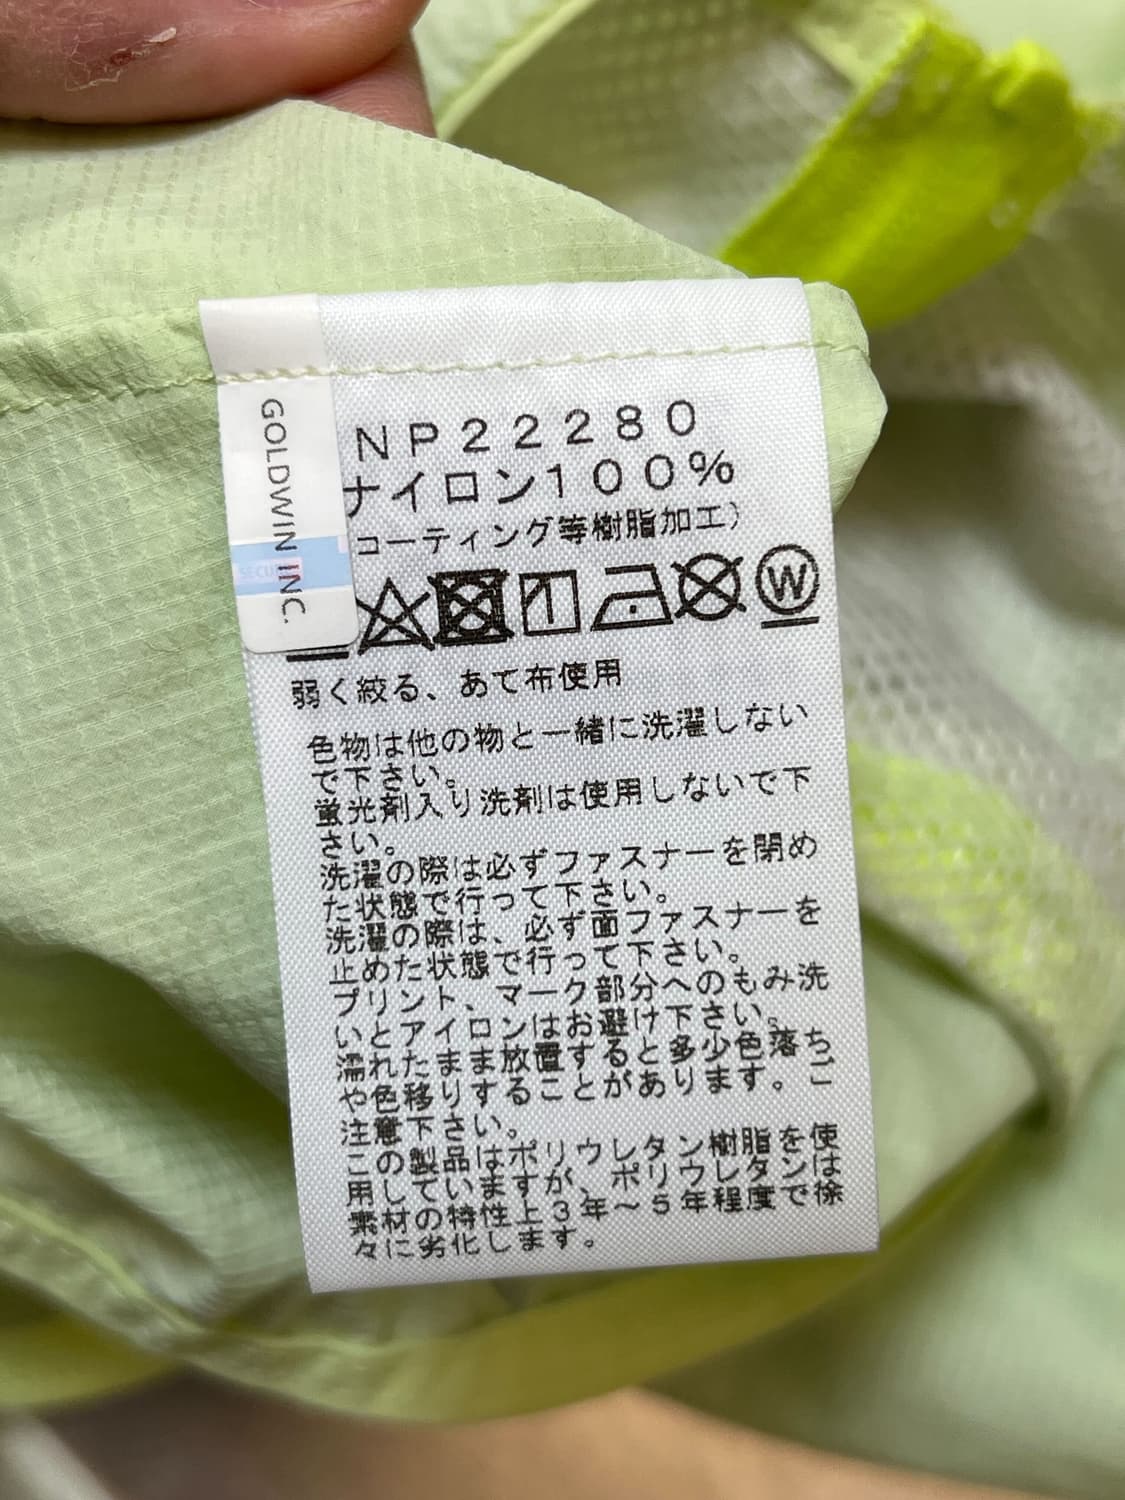 NP22280
ナイロン100%
コーティング等樹脂加工）
GOLDWIN INC.
SECU
W
弱く絞る、あて布使用
色物は他の物と一緒に洗濯しない
で下さい。
蛍光剤入り洗剤は使用しないで下
さい。
洗濯の際は必ずファスナーを閉め
た状態で行って下さい。
洗濯の際は、必ず面ファスナーを
止めた状態で行って下さい。
プリント、マーク部分へのもみ洗
いとアイロンはお避け下さい。
濡れたまま放置すると多少色落ち
や色移りすることがあります。ご
注意下さい。
この製品はポリウレタン樹脂を使
用していますが、ポリウレタンは
素材の特性上3年～5年程度で徐
々に劣化します。